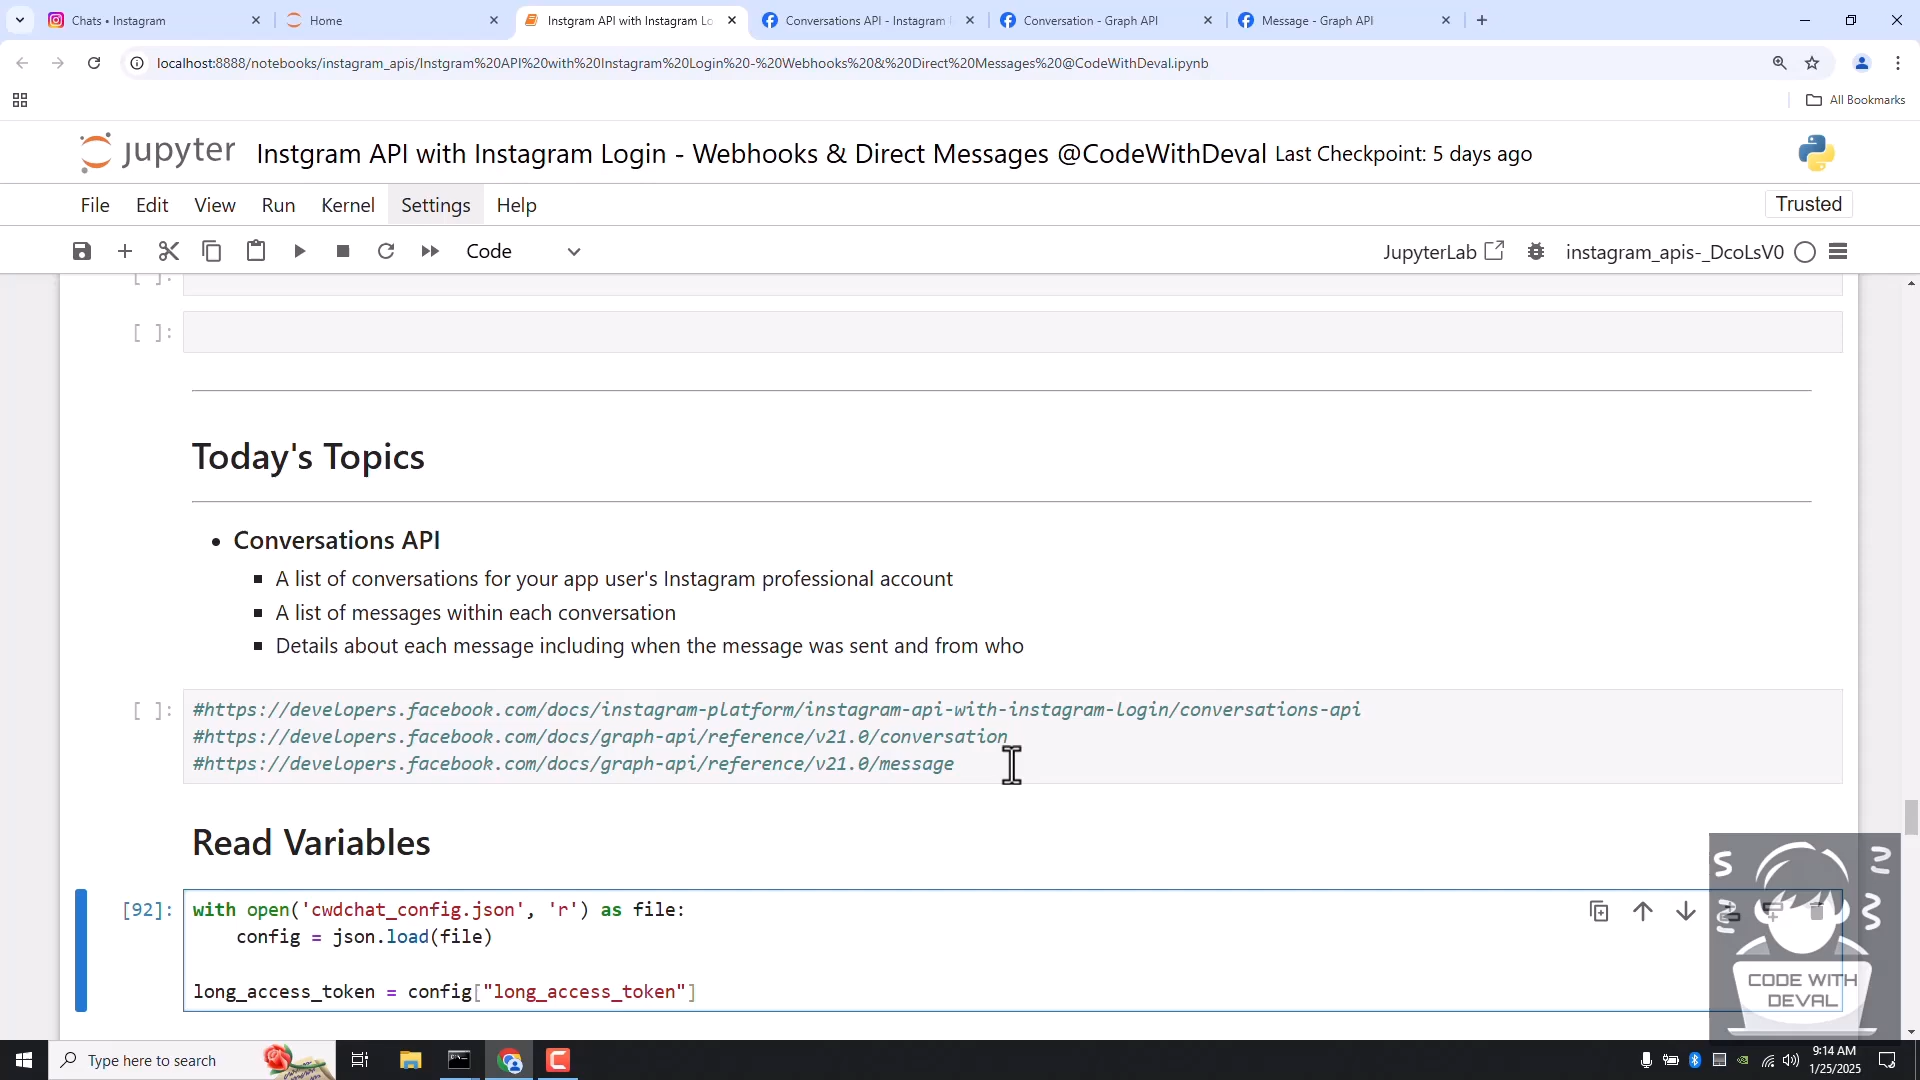 Chats • Instagram
Home
Instgram API with Instagram Lo
Conversations API - Instagram
Conversation - Graph API
Message - Graph API
localhost:8888/notebooks/instagram_apis/Instgram%20API%20with%20Instagram%20Login%20-%20Webhooks%20&%20Direct%20Messages%20@CodeWithDeval.ipynb
All Bookmarks
jupyter
Instgram API with Instagram Login - Webhooks & Direct Messages @CodeWithDeval Last Checkpoint: 5 days ago
File Edit View Run Kernel Settings Help
Trusted
Code
JupyterLab
instagram_apis-_DcoLsV0
[ ]:
[ ]:
Today's Topics
• Conversations API
▪ A list of conversations for your app user's Instagram professional account
▪ A list of messages within each conversation
▪ Details about each message including when the message was sent and from who
[ ]: #https://developers.facebook.com/docs/instagram-platform/instagram-api-with-instagram-login/conversations-api
#https://developers.facebook.com/docs/graph-api/reference/v21.0/conversation
#https://developers.facebook.com/docs/graph-api/reference/v21.0/message
Read Variables
[92]: with open('cwdchat_config.json', 'r') as file:
config = json.load(file)
long_access_token = config["long_access_token"]
CODE WITH
DEVAL
Type here to search
9:14 AM
1/25/2025